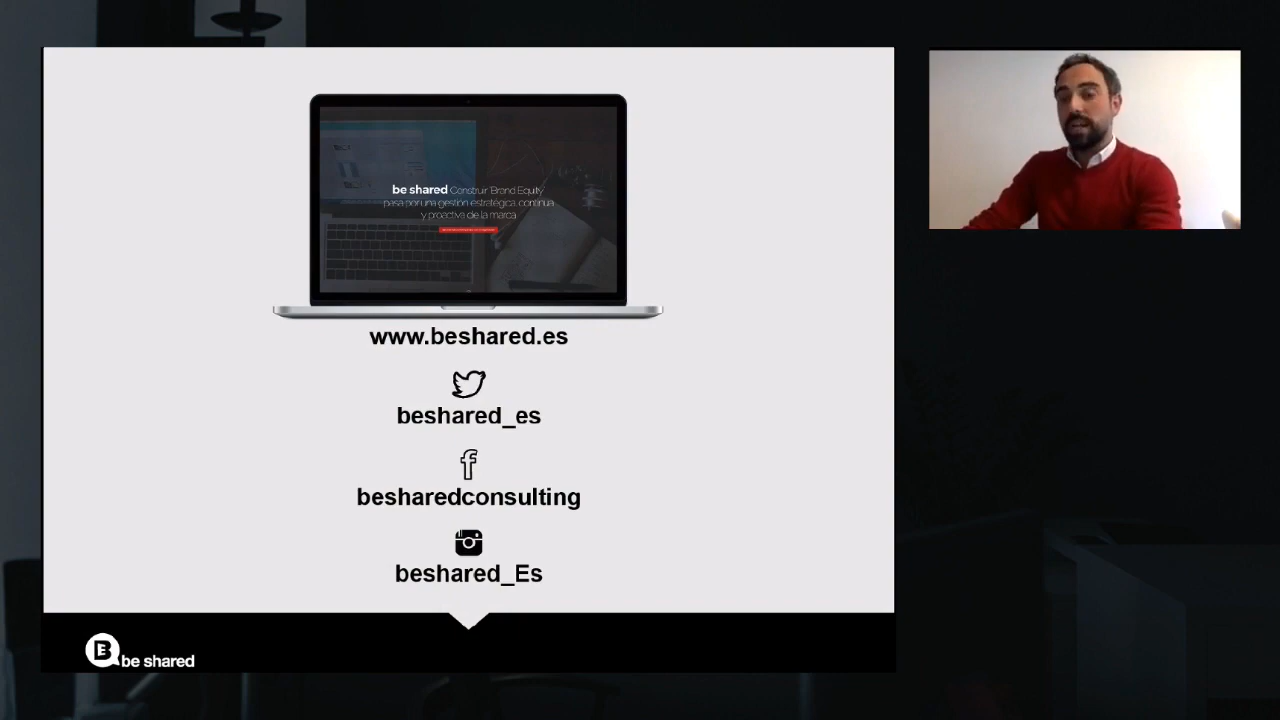 be shared Construir 'Brand Equity'
pasa por una gestión estratégica, continua
y proactiva de la marca
www.beshared.es
beshared_es
besharedconsulting
beshared_Es
B be shared